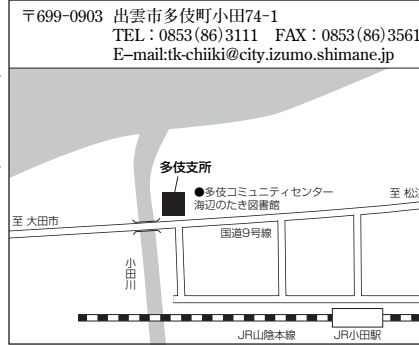 〒699-0903 出雲市多伎町小田74-1
TEL：0853(86)3111 FAX：0853(86)3561
E-mail:tk-chiiki@city.izumo.shimane.jp
多伎支所
●多伎コミュニティセンター
海辺のたき図書館
至 松江
至 大田市
国道9号線
小田川
JR山陰本線
JR小田駅